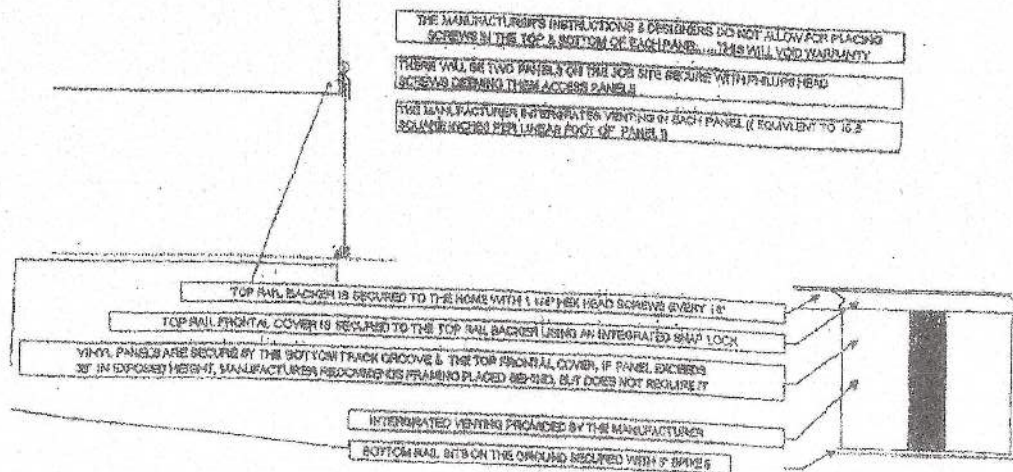 THE MANUFACTURER'S INSTRUCTIONS & DESIGNERS DO NOT ALLOW FOR PLACING
SCREWS IN THE TOP & BOTTOM OF EACH PANEL.....THIS WILL VOID WARRANTY
THERE WILL BE TWO PANELS ON THE JOB SITE SECURE WITH PHILLIPS HEAD
SCREWS DEEMING THEM ACCESS PANELS
THE MANUFACTURER INTERGRATES VENTING IN EACH PANEL (( EQUIVLENT TO
SQUARE INCHES PER LINEAR FOOT OF PANEL ))
TOP RAIL BACKER IS SECURED TO THE HOME WITH 1 1/4" HEX HEAD SCREWS EVERY
TOP RAIL FRONTAL COVER IS SECURED TO THE TOP RAIL BACKER USING AN INTEGRATED SNAP LOCK
VINYL PANELS ARE SECURE BY THE BOTTOM TRACK GROOVE & THE TOP FRONTAL COVER, IF PANEL EXCEEDS
IN EXPOSED HEIGHT, MANUFACTURER RECOMMENDS FRAMING PLACED BEHIND, BUT DOES NOT REQUIRE IT
INTERGRATED VENTING PROVIDED BY THE MANUFACTURER
BOTTOM RAIL SITS ON THE GROUND SECURED WITH SPIKES